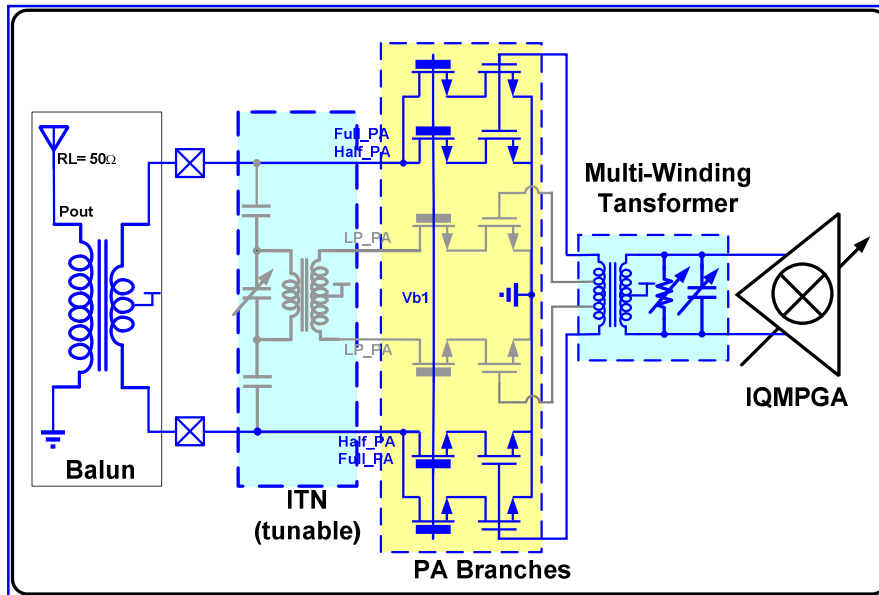 Full_PA
Half_PA
RL= 50Ω
Pout
Multi-Winding
Tansformer
LP_PA
Vb1
LP_PA
IQMPGA
Half_PA
Full_PA
Balun
ITN
(tunable)
PA Branches